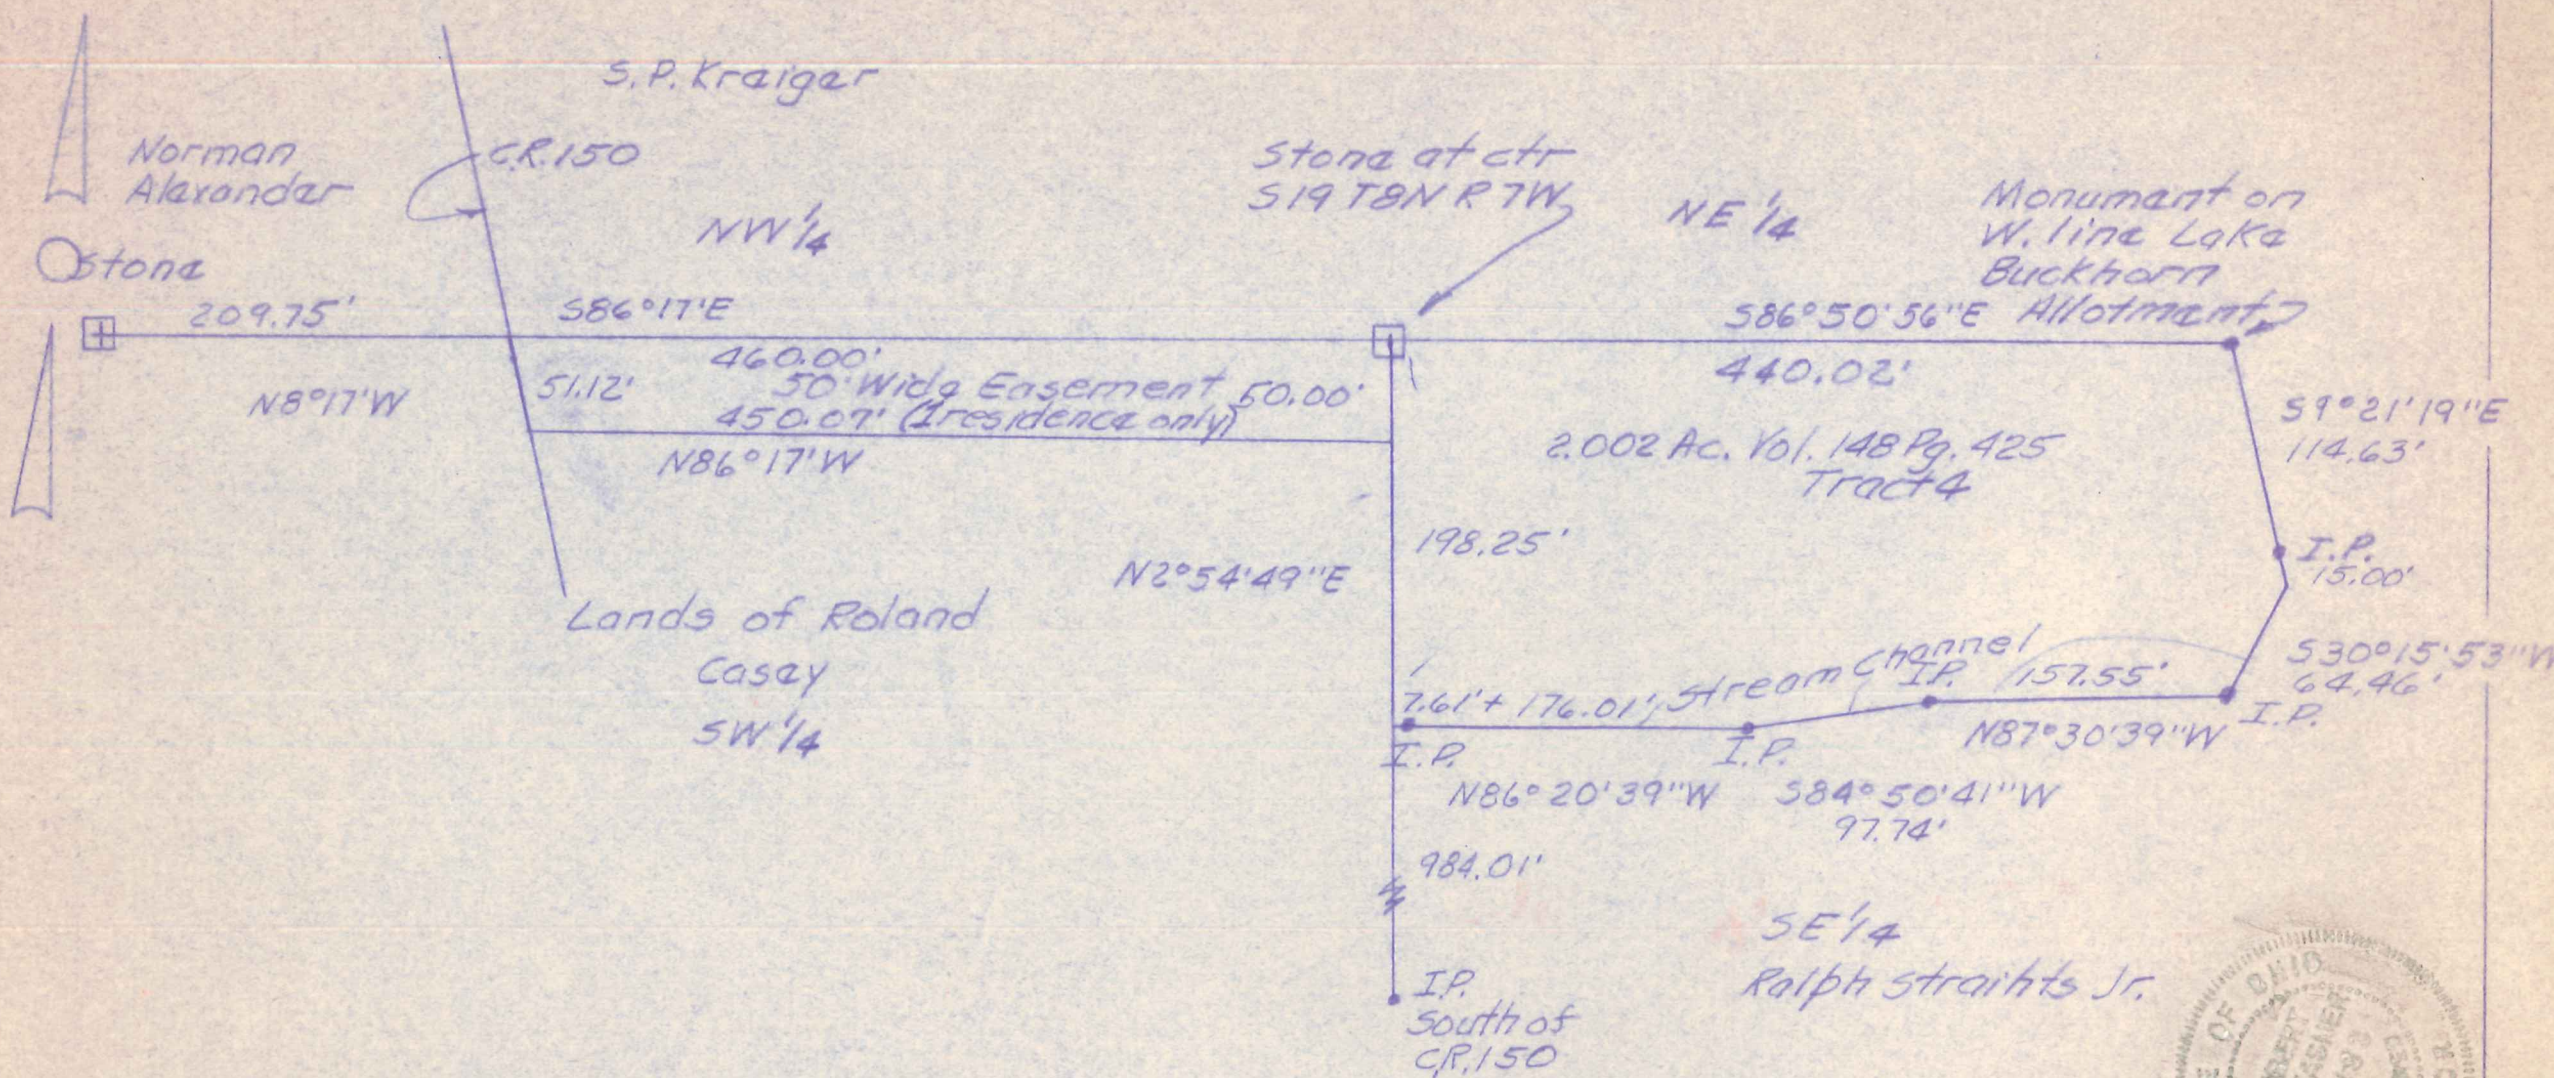 S.P. Kraiger
Norman
Alexander
C.R.150
Stone at ctr
S19 T8N R7W
NW 1/4
NE 1/4
Monument on
W. line Lake
Buckhorn
Allotment
Stone
209.75'
S86°17'E
S86°50'56"E
460.00'
440.02'
N8°17'W
51.12'
50' Wide Easement
50.00'
450.07' (1 residence only)
N86°17'W
S9°21'19"E
114.63'
2.002 Ac. Vol. 148 Pg. 425
Tract 4
198.25'
N2°54'49"E
I.P.
15.00'
Lands of Roland
Casey
SW 1/4
S30°15'53"W
64.46'
I.P.
7.61' + 176.01'
Stream Channel
I.P.
157.55'
N87°30'39"W
I.P.
I.P.
N86°20'39"W
S84°50'41"W
97.74'
984.01'
SE 1/4
Ralph Straihts Jr.
I.P.
South of
C.R.150
OF OHIO